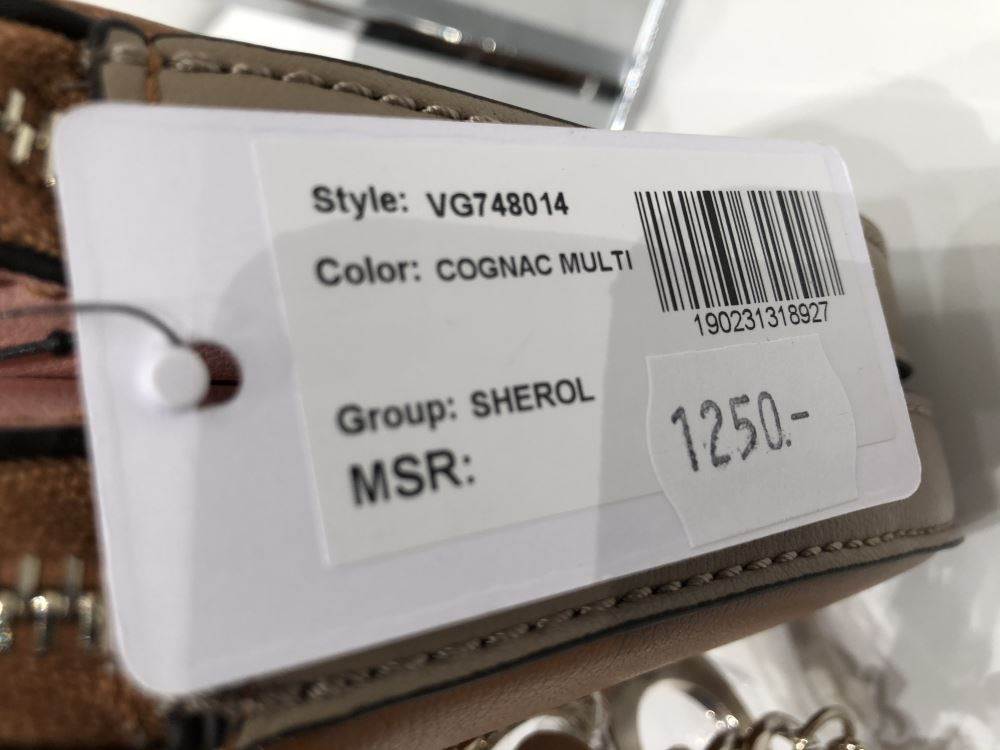 Style: VG748014
Color: COGNAC MULTI
190231318927
Group: SHEROL
MSR:
1250.-